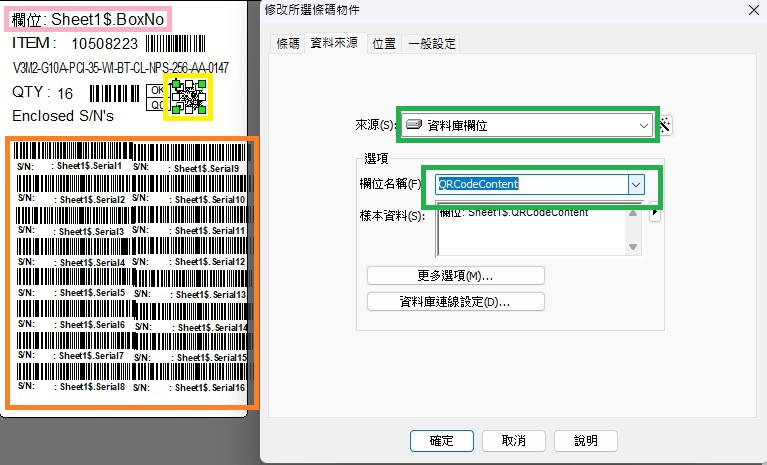 欄位: Sheet1$.BoxNo
ITEM : 10508223
V3M2-G10A-PCI-35-WI-BT-CL-NPS-256-AA-0147
QTY : 16
OK
QC
Enclosed S/N's
S/N: : Sheet1$.Serial1 S/N: : Sheet1$.Serial9
S/N: : Sheet1$.Serial2 S/N: : Sheet1$.Serial10
S/N: : Sheet1$.Serial3 S/N: : Sheet1$.Serial11
S/N: : Sheet1$.Serial4 S/N: : Sheet1$.Serial12
S/N: : Sheet1$.Serial5 S/N: : Sheet1$.Serial13
S/N: : Sheet1$.Serial6 S/N: : Sheet1$.Serial14
S/N: : Sheet1$.Serial7 S/N: : Sheet1$.Serial15
S/N: : Sheet1$.Serial8 S/N: : Sheet1$.Serial16
修改所選條碼物件
條碼 資料來源 位置 一般設定
來源(S): 資料庫欄位
選項
欄位名稱(F) QRCodeContent
樣本資料(S): 欄位: Sheet1$.QRCodeContent
更多選項(M)...
資料庫連線設定(D)...
確定 取消 說明